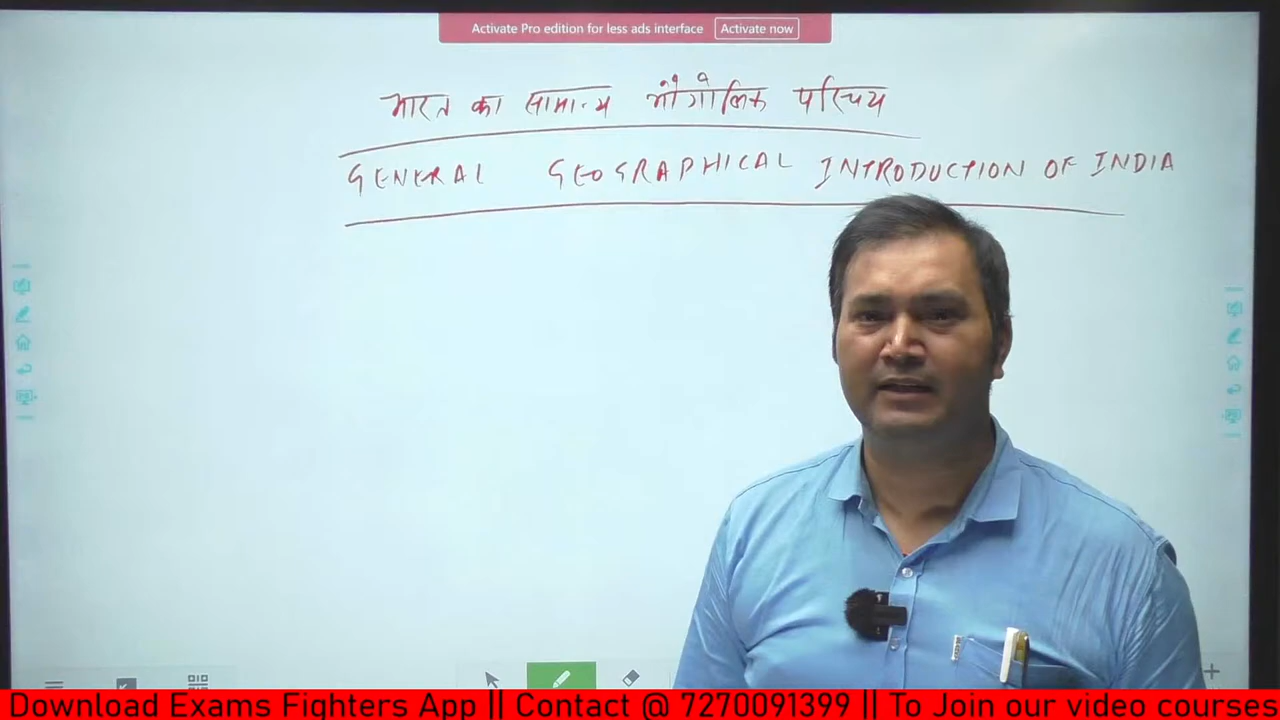 Activate Pro edition for less ads interface Activate now
भारत का सामान्य भौगोलिक परिचय
GENERAL GEOGRAPHICAL INTRODUCTION OF INDIA
Download Exams Fighters App || Contact @ 7270091399 || To Join our video courses